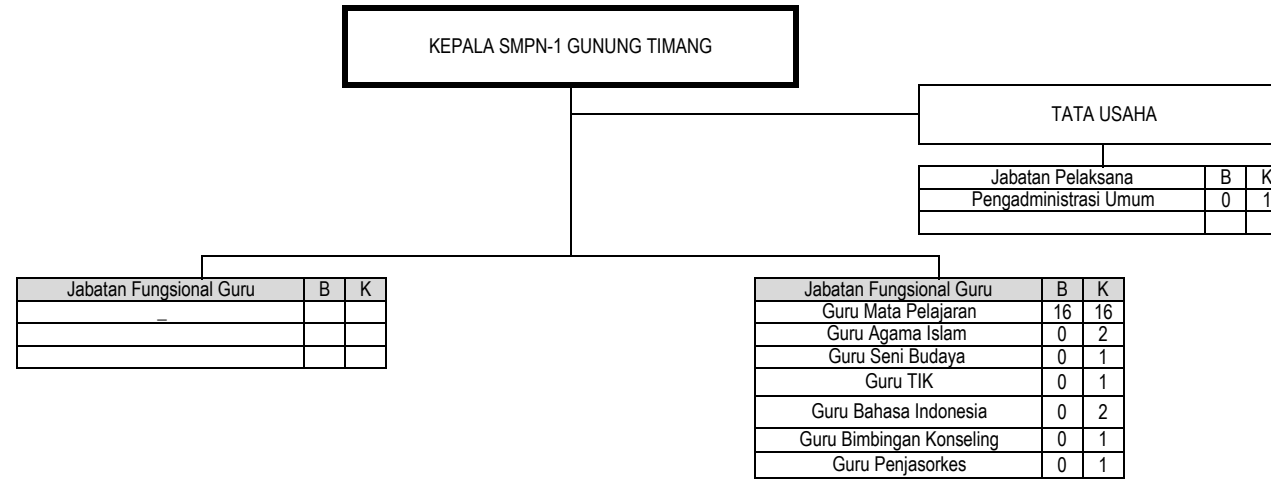 KEPALA SMPN-1 GUNUNG TIMANG
TATA USAHA
Jabatan Pelaksana B K
Pengadministrasi Umum 0 1
Jabatan Fungsional Guru B K
_
Jabatan Fungsional Guru B K
Guru Mata Pelajaran 16 16
Guru Agama Islam 0 2
Guru Seni Budaya 0 1
Guru TIK 0 1
Guru Bahasa Indonesia 0 2
Guru Bimbingan Konseling 0 1
Guru Penjasorkes 0 1